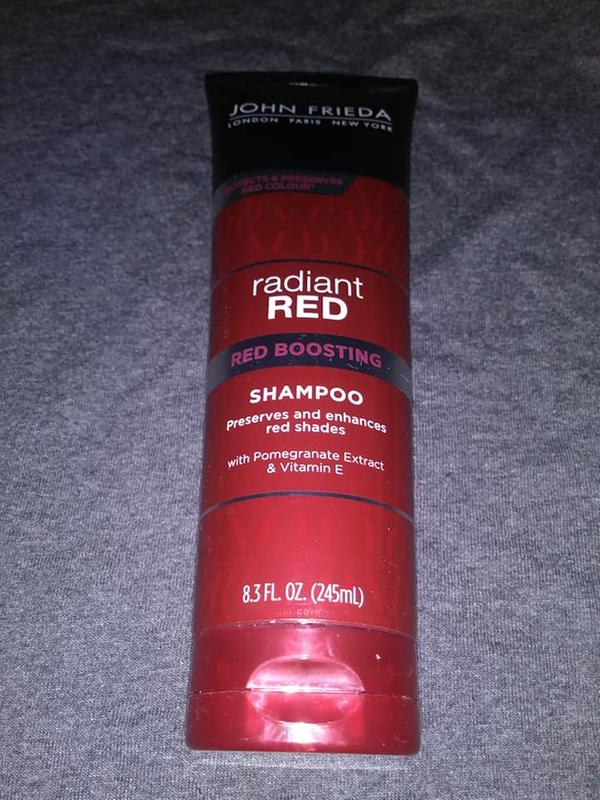 JOHN FRIEDA
LONDON PARIS NEW YORK
PROTECTS & PRESERVES
RED COLOUR*
radiant
RED
RED BOOSTING
SHAMPOO
Preserves and enhances
red shades
with Pomegranate Extract
& Vitamin E
8.3 FL. OZ. (245mL)